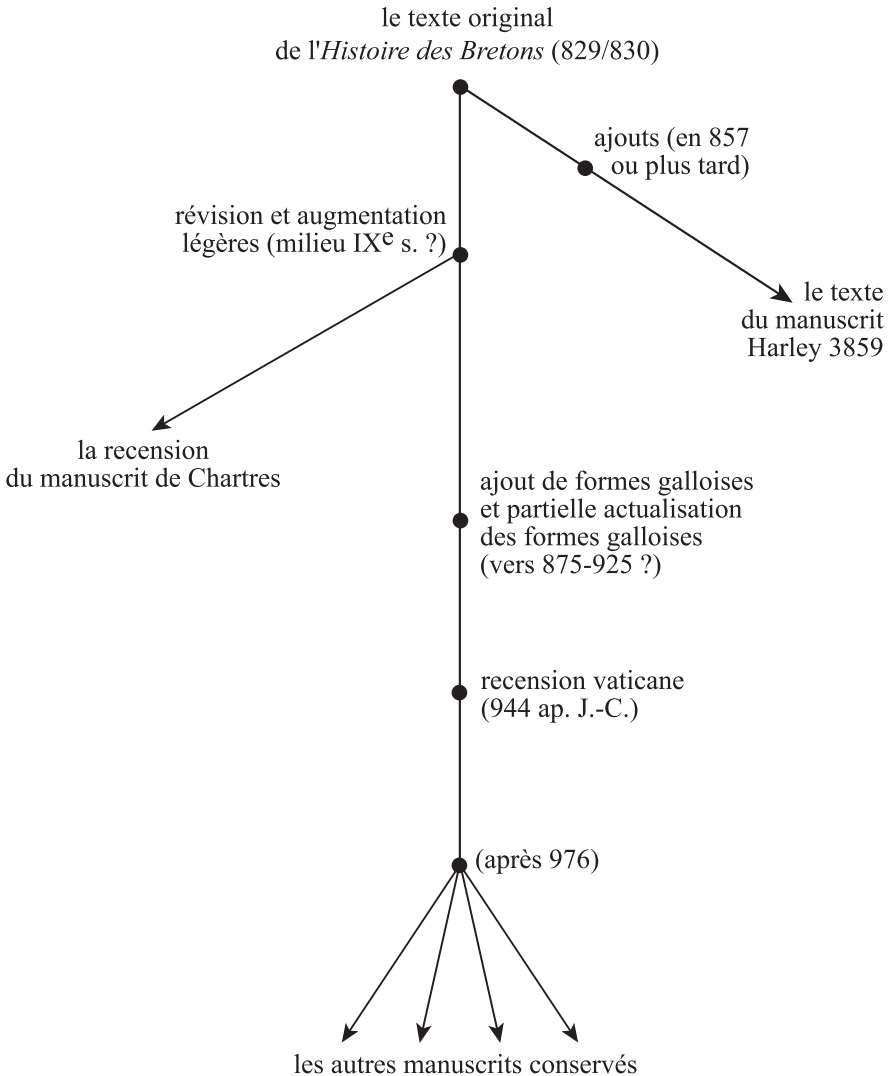 le texte original
de l'Histoire des Bretons (829/830)
ajouts (en 857
ou plus tard)
révision et augmentation
légères (milieu IXe s. ?)
le texte
du manuscrit
Harley 3859
la recension
du manuscrit de Chartres
ajout de formes galloises
et partielle actualisation
des formes galloises
(vers 875-925 ?)
recension vaticane
(944 ap. J.-C.)
(après 976)
les autres manuscrits conservés